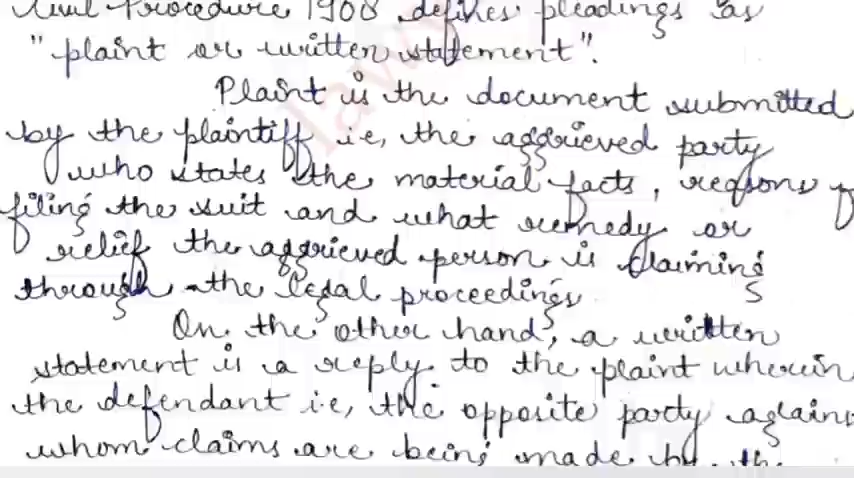 Civil Procedure 1908 defines pleadings as
"plaint or written statement".
Plaint is the document submitted
by the plaintiff i.e, the aggrieved party
who states the material facts, reasons of
filing the suit and what remedy or
relief the aggrieved person is claiming
through the legal proceedings
On the other hand, a written
statement is a reply to the plaint wherein
the defendant i.e, the opposite party against
whom claims are being made by the